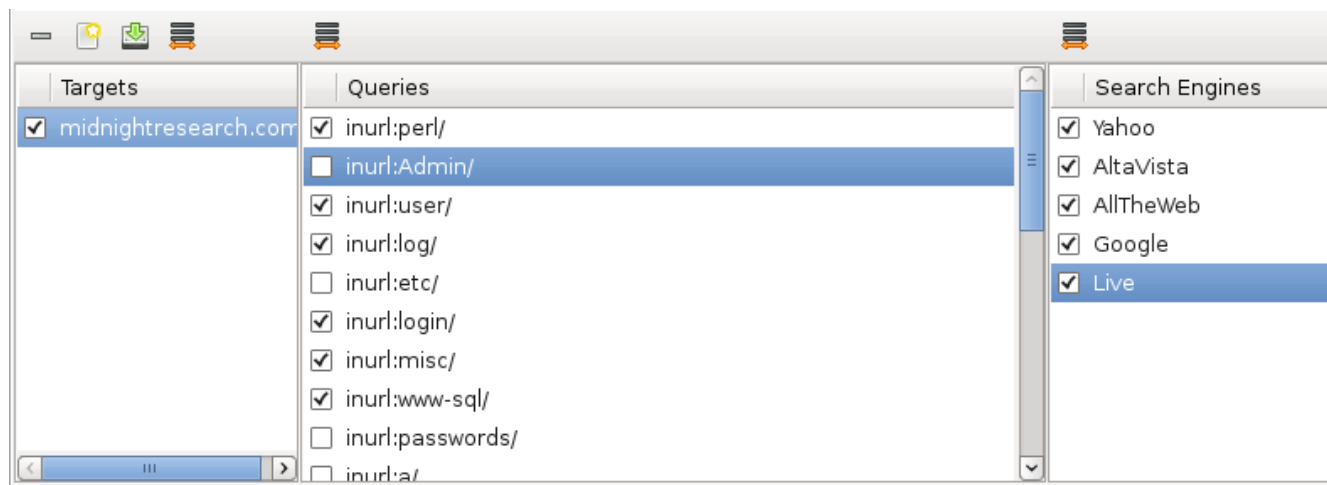 Targets
midnightresearch.com
Queries
inurl:perl/
inurl:Admin/
inurl:user/
inurl:log/
inurl:etc/
inurl:login/
inurl:misc/
inurl:www-sql/
inurl:passwords/
inurl:a/
Search Engines
Yahoo
AltaVista
AllTheWeb
Google
Live